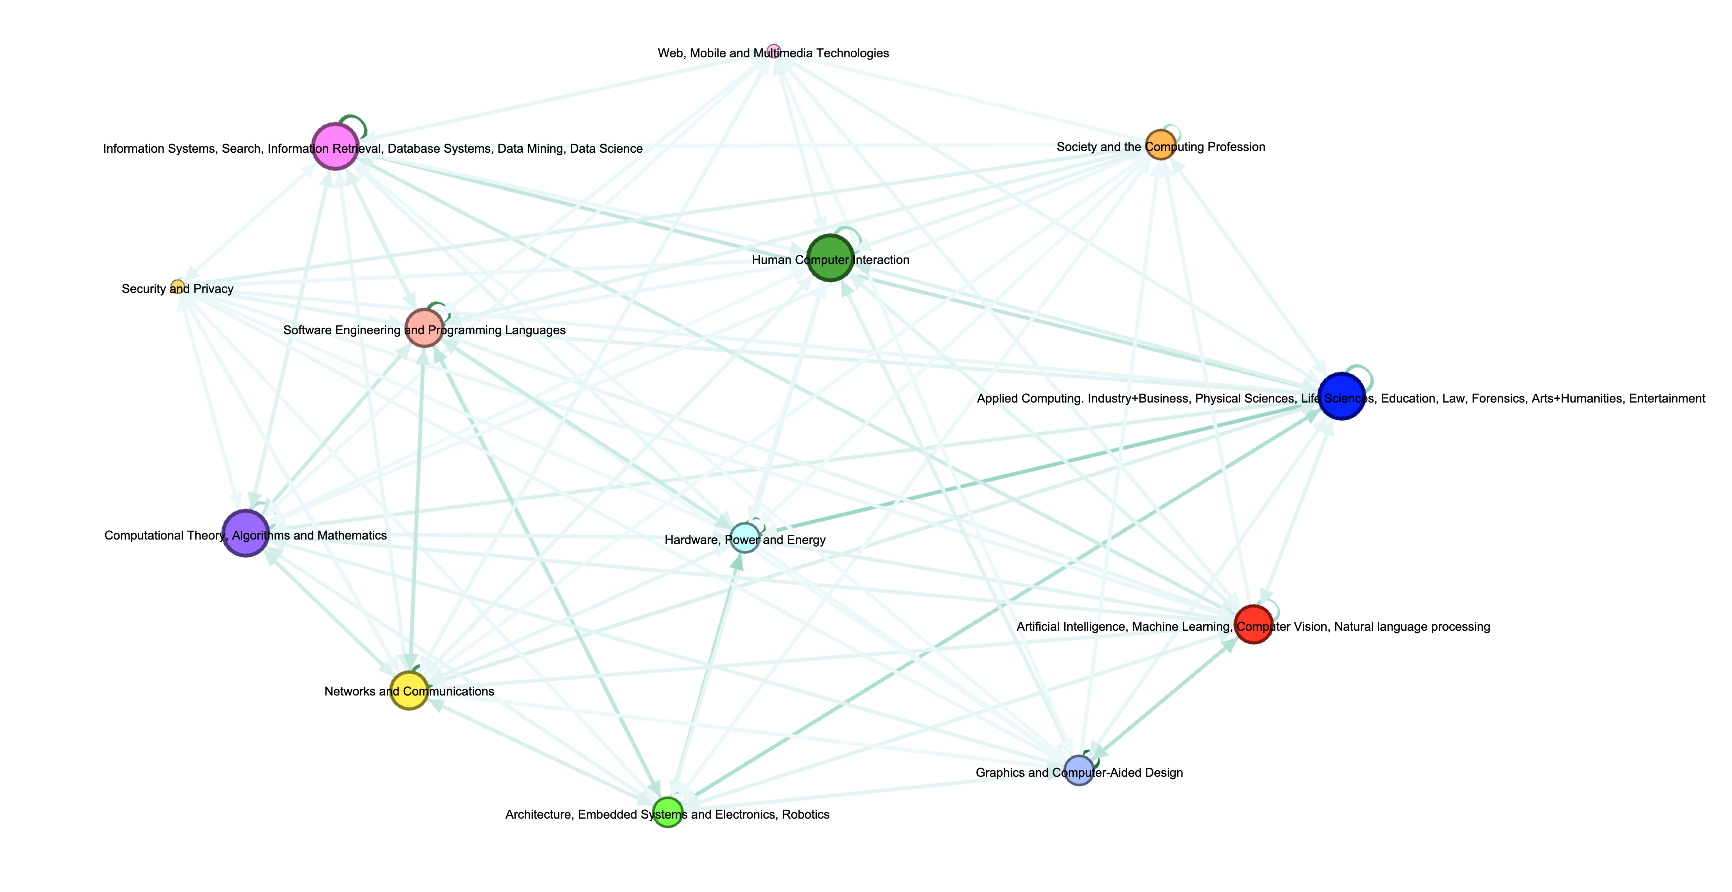 Web, Mobile and Multimedia Technologies
Information Systems, Search, Information Retrieval, Database Systems, Data Mining, Data Science
Society and the Computing Profession
Human Computer Interaction
Security and Privacy
Software Engineering and Programming Languages
Applied Computing. Industry+Business, Physical Sciences, Life Sciences, Education, Law, Forensics, Arts+Humanities, Entertainment
Computational Theory, Algorithms and Mathematics
Hardware, Power and Energy
Artificial Intelligence, Machine Learning, Computer Vision, Natural language processing
Networks and Communications
Graphics and Computer-Aided Design
Architecture, Embedded Systems and Electronics, Robotics